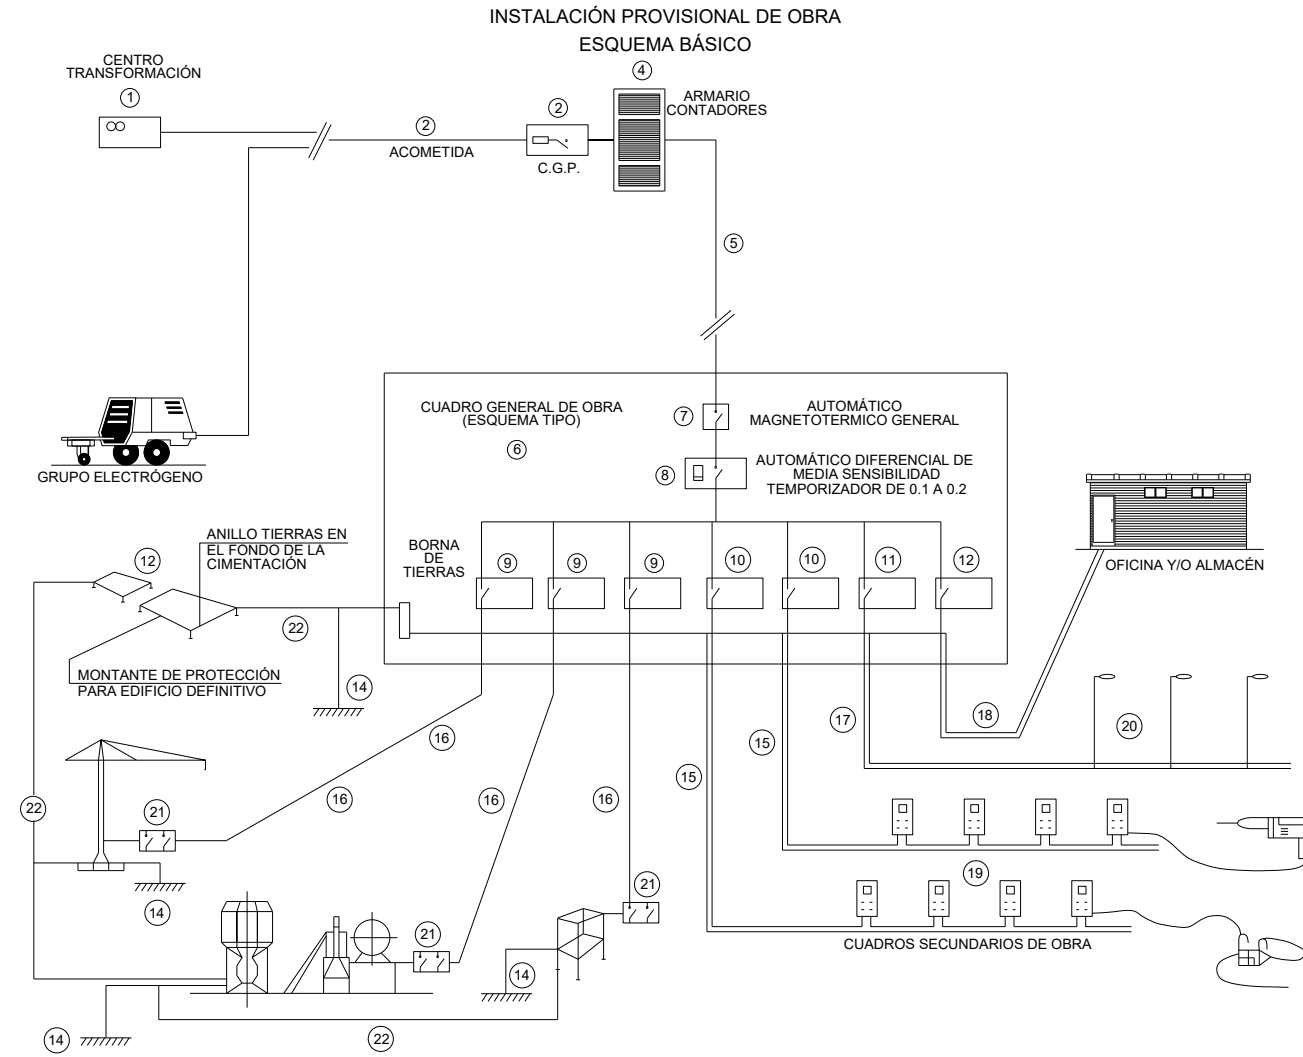 INSTALACIÓN PROVISIONAL DE OBRA
ESQUEMA BÁSICO
CENTRO
TRANSFORMACIÓN
1
2
ACOMETIDA
2
C.G.P.
4
ARMARIO
CONTADORES
5
GRUPO ELECTRÓGENO
CUADRO GENERAL DE OBRA
(ESQUEMA TIPO)
6
7
AUTOMÁTICO
MAGNETOTERMICO GENERAL
8
AUTOMÁTICO DIFERENCIAL DE
MEDIA SENSIBILIDAD
TEMPORIZADOR DE 0.1 A 0.2
BORNA
DE
TIERRAS
9
9
9
10
10
11
12
OFICINA Y/O ALMACÉN
12
ANILLO TIERRAS EN
EL FONDO DE LA
CIMENTACIÓN
22
MONTANTE DE PROTECCIÓN
PARA EDIFICIO DEFINITIVO
14
16
16
16
16
15
15
17
18
20
22
21
14
21
21
14
14
22
19
CUADROS SECUNDARIOS DE OBRA